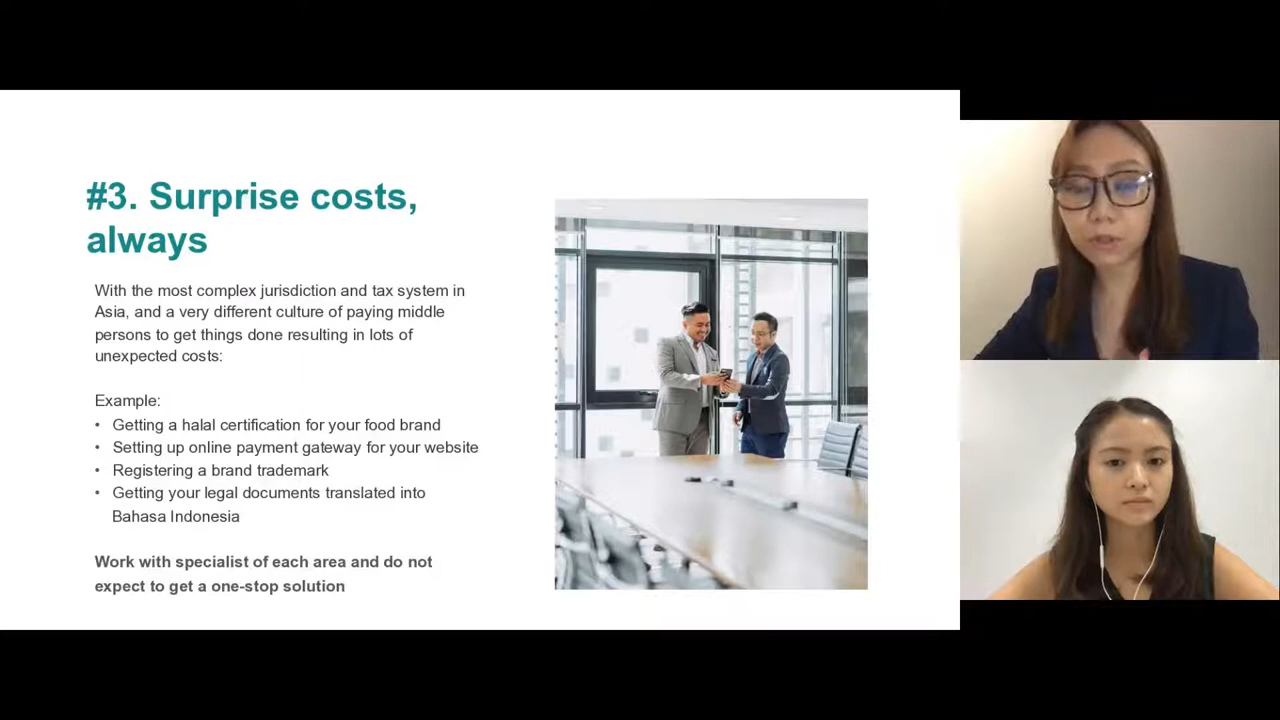 #3. Surprise costs,
always
With the most complex jurisdiction and tax system in
Asia, and a very different culture of paying middle
persons to get things done resulting in lots of
unexpected costs:
Example:
• Getting a halal certification for your food brand
• Setting up online payment gateway for your website
• Registering a brand trademark
• Getting your legal documents translated into
Bahasa Indonesia
Work with specialist of each area and do not
expect to get a one-stop solution